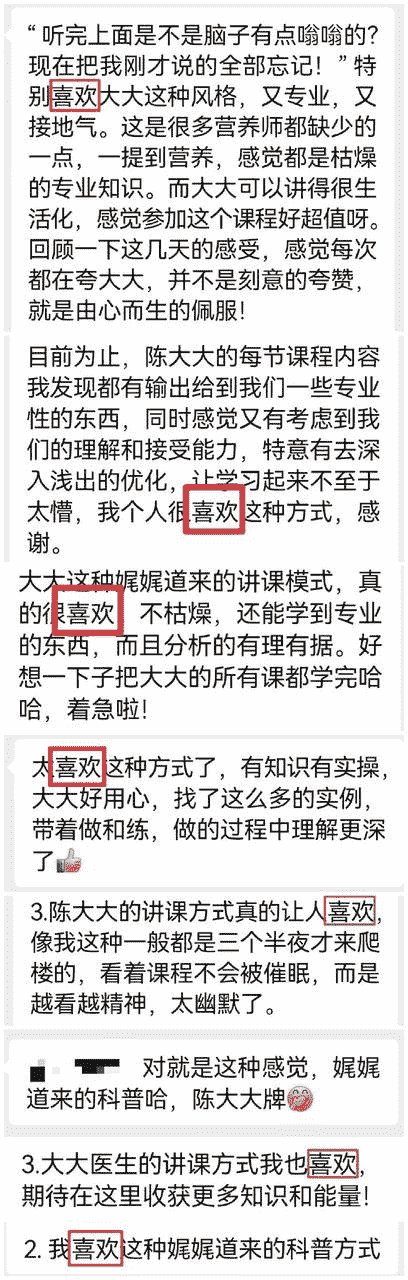 “听完上面是不是脑子有点嗡嗡的?
现在把我刚才说的全部忘记！”特
别喜欢大大这种风格，又专业，又
接地气。这是很多营养师都缺少的
一点，一提到营养，感觉都是枯燥
的专业知识。而大大可以讲得很生
活化，感觉参加这个课程好超值呀。
回顾一下这几天的感受，感觉每次
都在夸大大，并不是刻意的夸赞，
就是由心而生的佩服！
目前为止，陈大大的每节课程内容
我发现都有输出给到我们一些专业
性的东西，同时感觉又有考虑到我
们的理解和接受能力，特意有去深
入浅出的优化，让学习起来不至于
太懵，我个人很喜欢这种方式，感
谢。
大大这种娓娓道来的讲课模式，真
的很喜欢 不枯燥，还能学到专业
的东西，而且分析的有理有据。好
想一下子把大大的所有课都学完哈
哈，着急啦！
太喜欢这种方式了，有知识有实操，
大大好用心，找了这么多的实例，
带着做和练，做的过程中理解更深
了
3.陈大大的讲课方式真的让人喜欢，
像我这种一般都是三个半夜才来爬
楼的，看着课程不会被催眠，而是
越看越精神，太幽默了。
对就是这种感觉，娓娓
道来的科普哈，陈大大牌
3.大大医生的讲课方式我也喜欢，
期待在这里收获更多知识和能量！
2. 我喜欢这种娓娓道来的科普方式